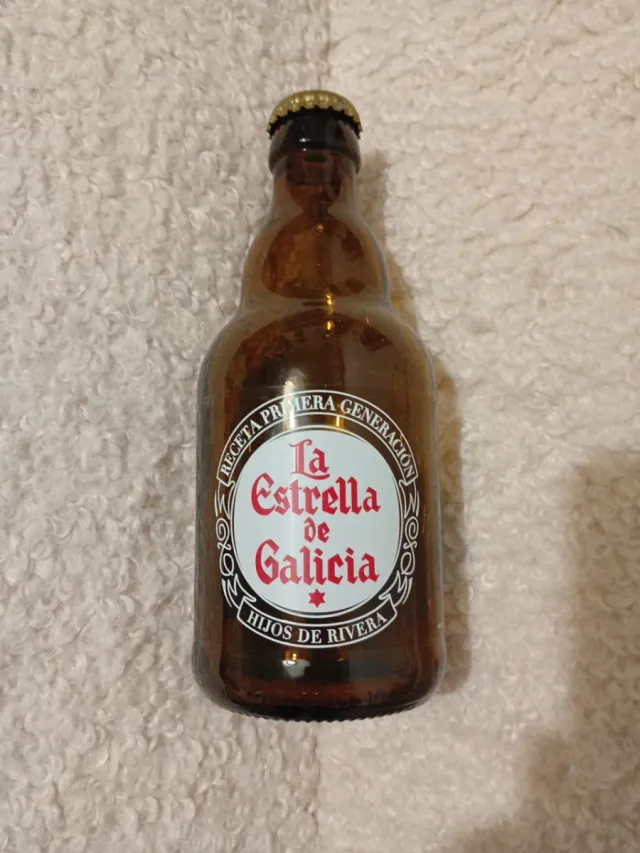 RECETA PRIMERA GENERACIÓN
La
Estrella
de
Galicia
HIJOS DE RIVERA